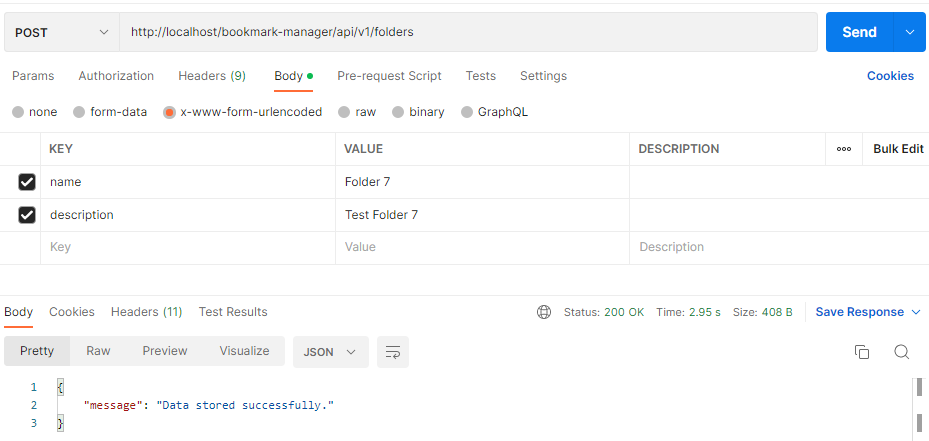 POST http://localhost/bookmark-manager/api/v1/folders Send
Params Authorization Headers (9) Body Pre-request Script Tests Settings Cookies
none form-data x-www-form-urlencoded raw binary GraphQL
KEY VALUE DESCRIPTION ooo Bulk Edit
name Folder 7
description Test Folder 7
Key Value Description
Body Cookies Headers (11) Test Results Status: 200 OK Time: 2.95 s Size: 408 B Save Response
Pretty Raw Preview Visualize JSON
1 {
2 "message": "Data stored successfully."
3 }